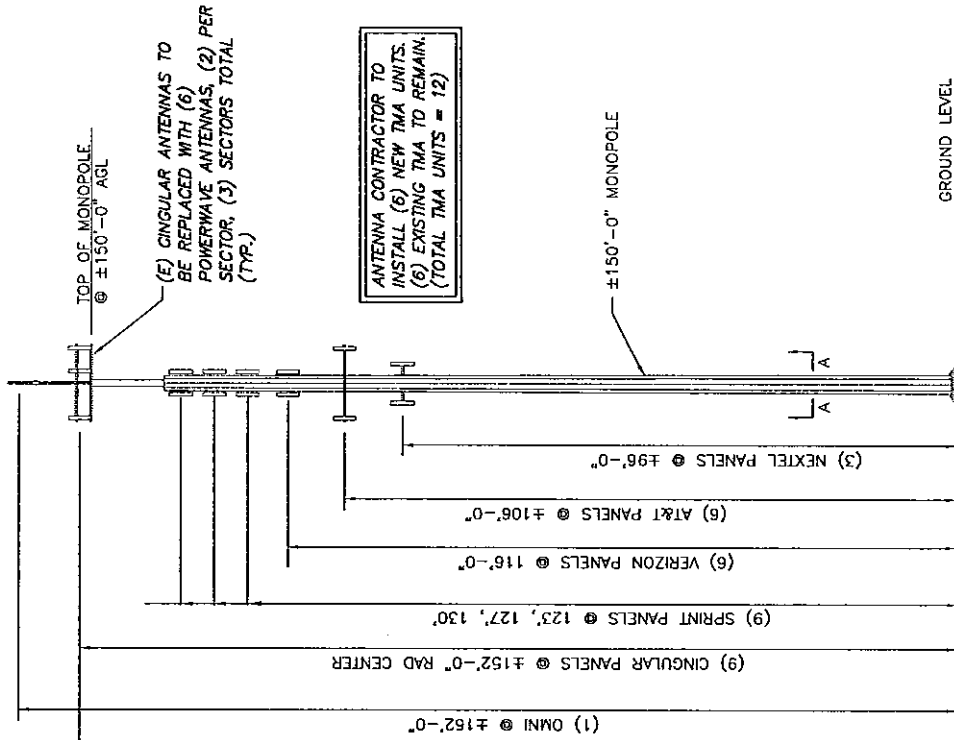 TOP OF MONOPOLE
@ ±150'-0" AGL
(E) CINGULAR ANTENNAS TO
BE REPLACED WITH (6)
POWERWAVE ANTENNAS, (2) PER
SECTOR, (3) SECTORS TOTAL
(TYP.)
ANTENNA CONTRACTOR TO
INSTALL (6) NEW TMA UNITS.
(6) EXISTING TMA TO REMAIN.
(TOTAL TMA UNITS = 12)
±150'-0" MONOPOLE
GROUND LEVEL
A
A
(3) NEXTEL PANELS @ ±96'-0"
(6) AT&T PANELS @ ±106'-0"
(6) VERIZON PANELS @ 116'-0"
(9) SPRINT PANELS @ 123', 127', 130'
(9) CINGULAR PANELS @ ±152'-0" RAD CENTER
(1) OMNI @ ±162'-0"